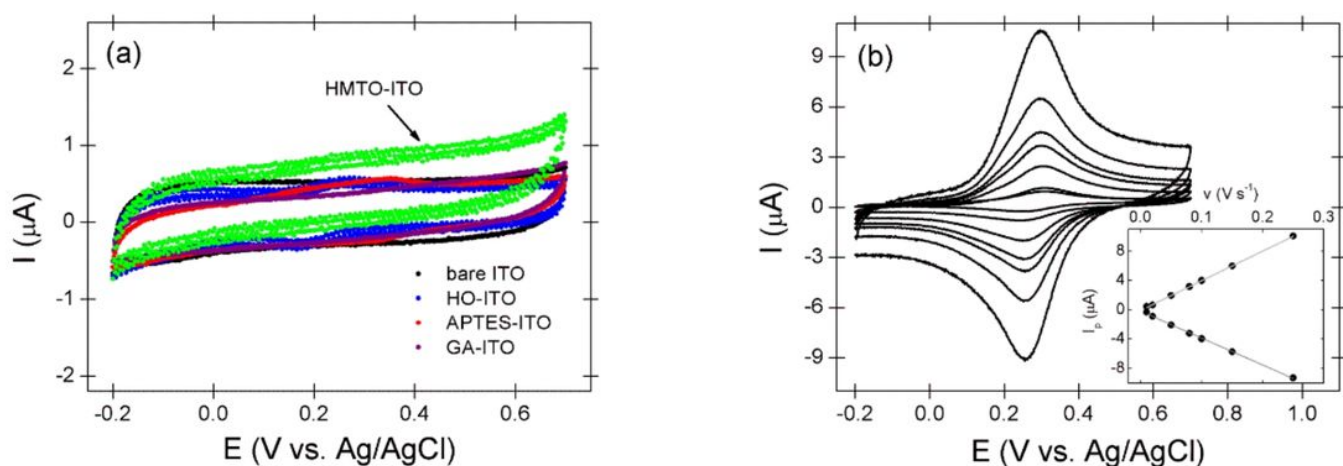 (a)
2
1
0
-1
-2
I (μA)
HMTO-ITO
bare ITO
HO-ITO
APTES-ITO
GA-ITO
-0.2 0.0 0.2 0.4 0.6
E (V vs. Ag/AgCl)
(b)
9
6
3
0
-3
-6
-9
I (μA)
v (V s⁻¹)
0.0 0.1 0.2 0.3
8
4
0
-4
-8
Iₚ (μA)
-0.2 0.0 0.2 0.4 0.6 0.8 1.0
E (V vs. Ag/AgCl)